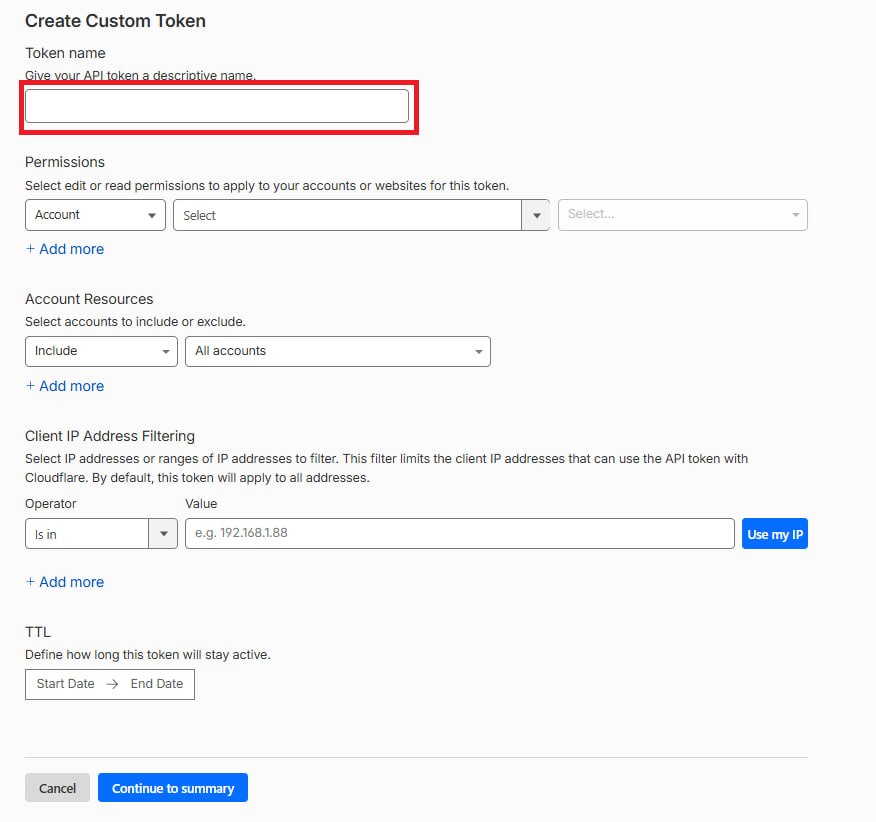 Create Custom Token
Token name
Give your API token a descriptive name.
Permissions
Select edit or read permissions to apply to your accounts or websites for this token.
Account Select Select...
+ Add more
Account Resources
Select accounts to include or exclude.
Include All accounts
+ Add more
Client IP Address Filtering
Select IP addresses or ranges of IP addresses to filter. This filter limits the client IP addresses that can use the API token with
Cloudflare. By default, this token will apply to all addresses.
Operator Value
Is in e.g. 192.168.1.88 Use my IP
+ Add more
TTL
Define how long this token will stay active.
Start Date → End Date
Cancel Continue to summary